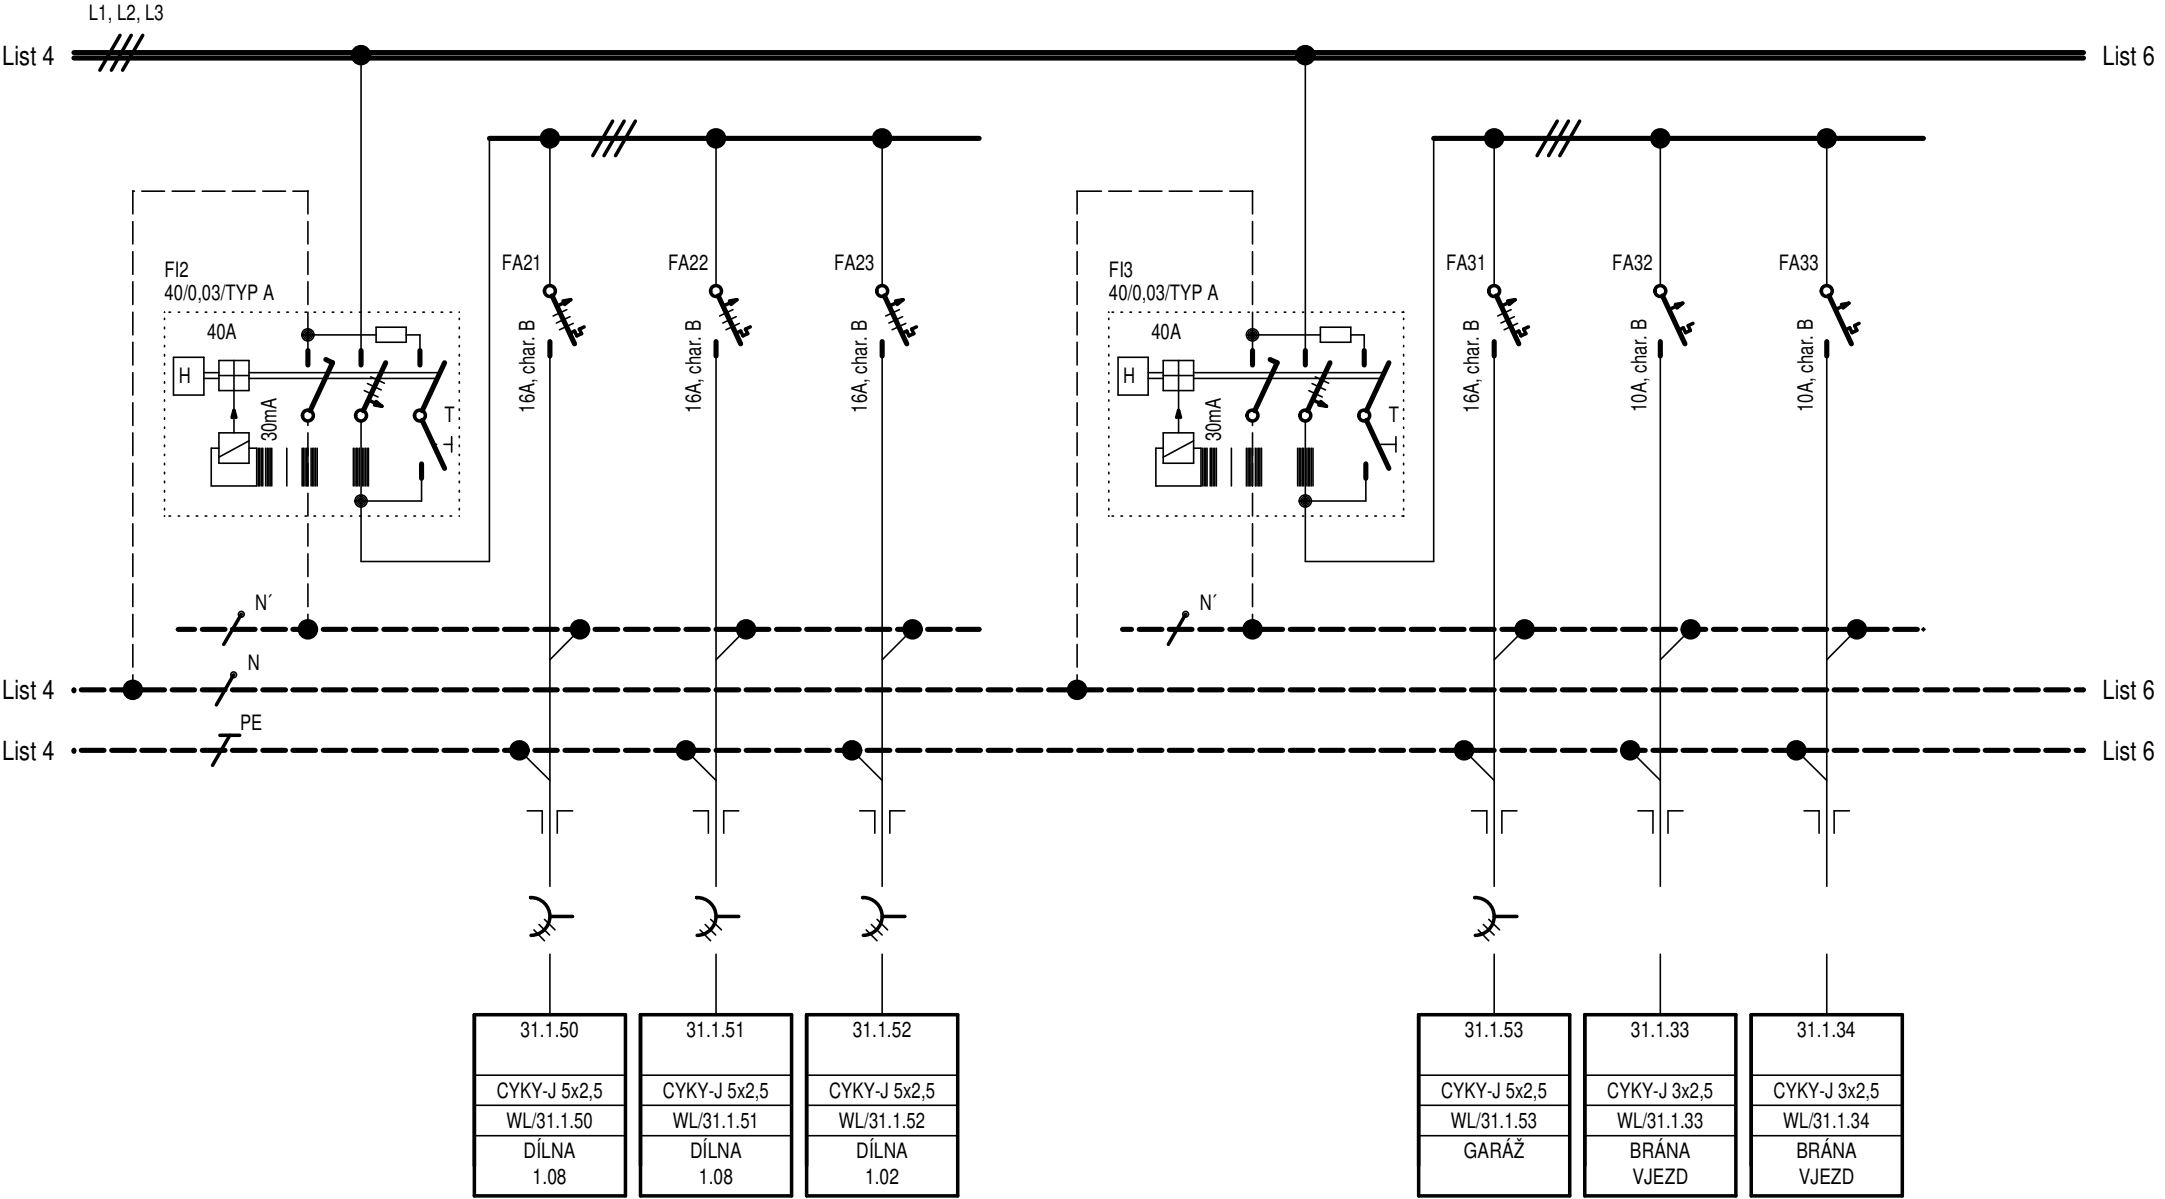 L1, L2, L3
List 4
List 6
FI2
40/0,03/TYP A
40A
H
30mA
FA21
16A, char. B
FA22
16A, char. B
FA23
16A, char. B
FI3
40/0,03/TYP A
40A
H
30mA
FA31
16A, char. B
FA32
10A, char. B
FA33
10A, char. B
N´
N´
N
List 4
List 6
PE
List 4
List 6
31.1.50
CYKY-J 5x2,5
WL/31.1.50
DÍLNA
1.08
31.1.51
CYKY-J 5x2,5
WL/31.1.51
DÍLNA
1.08
31.1.52
CYKY-J 5x2,5
WL/31.1.52
DÍLNA
1.02
31.1.53
CYKY-J 5x2,5
WL/31.1.53
GARÁŽ
31.1.33
CYKY-J 3x2,5
WL/31.1.33
BRÁNA
VJEZD
31.1.34
CYKY-J 3x2,5
WL/31.1.34
BRÁNA
VJEZD